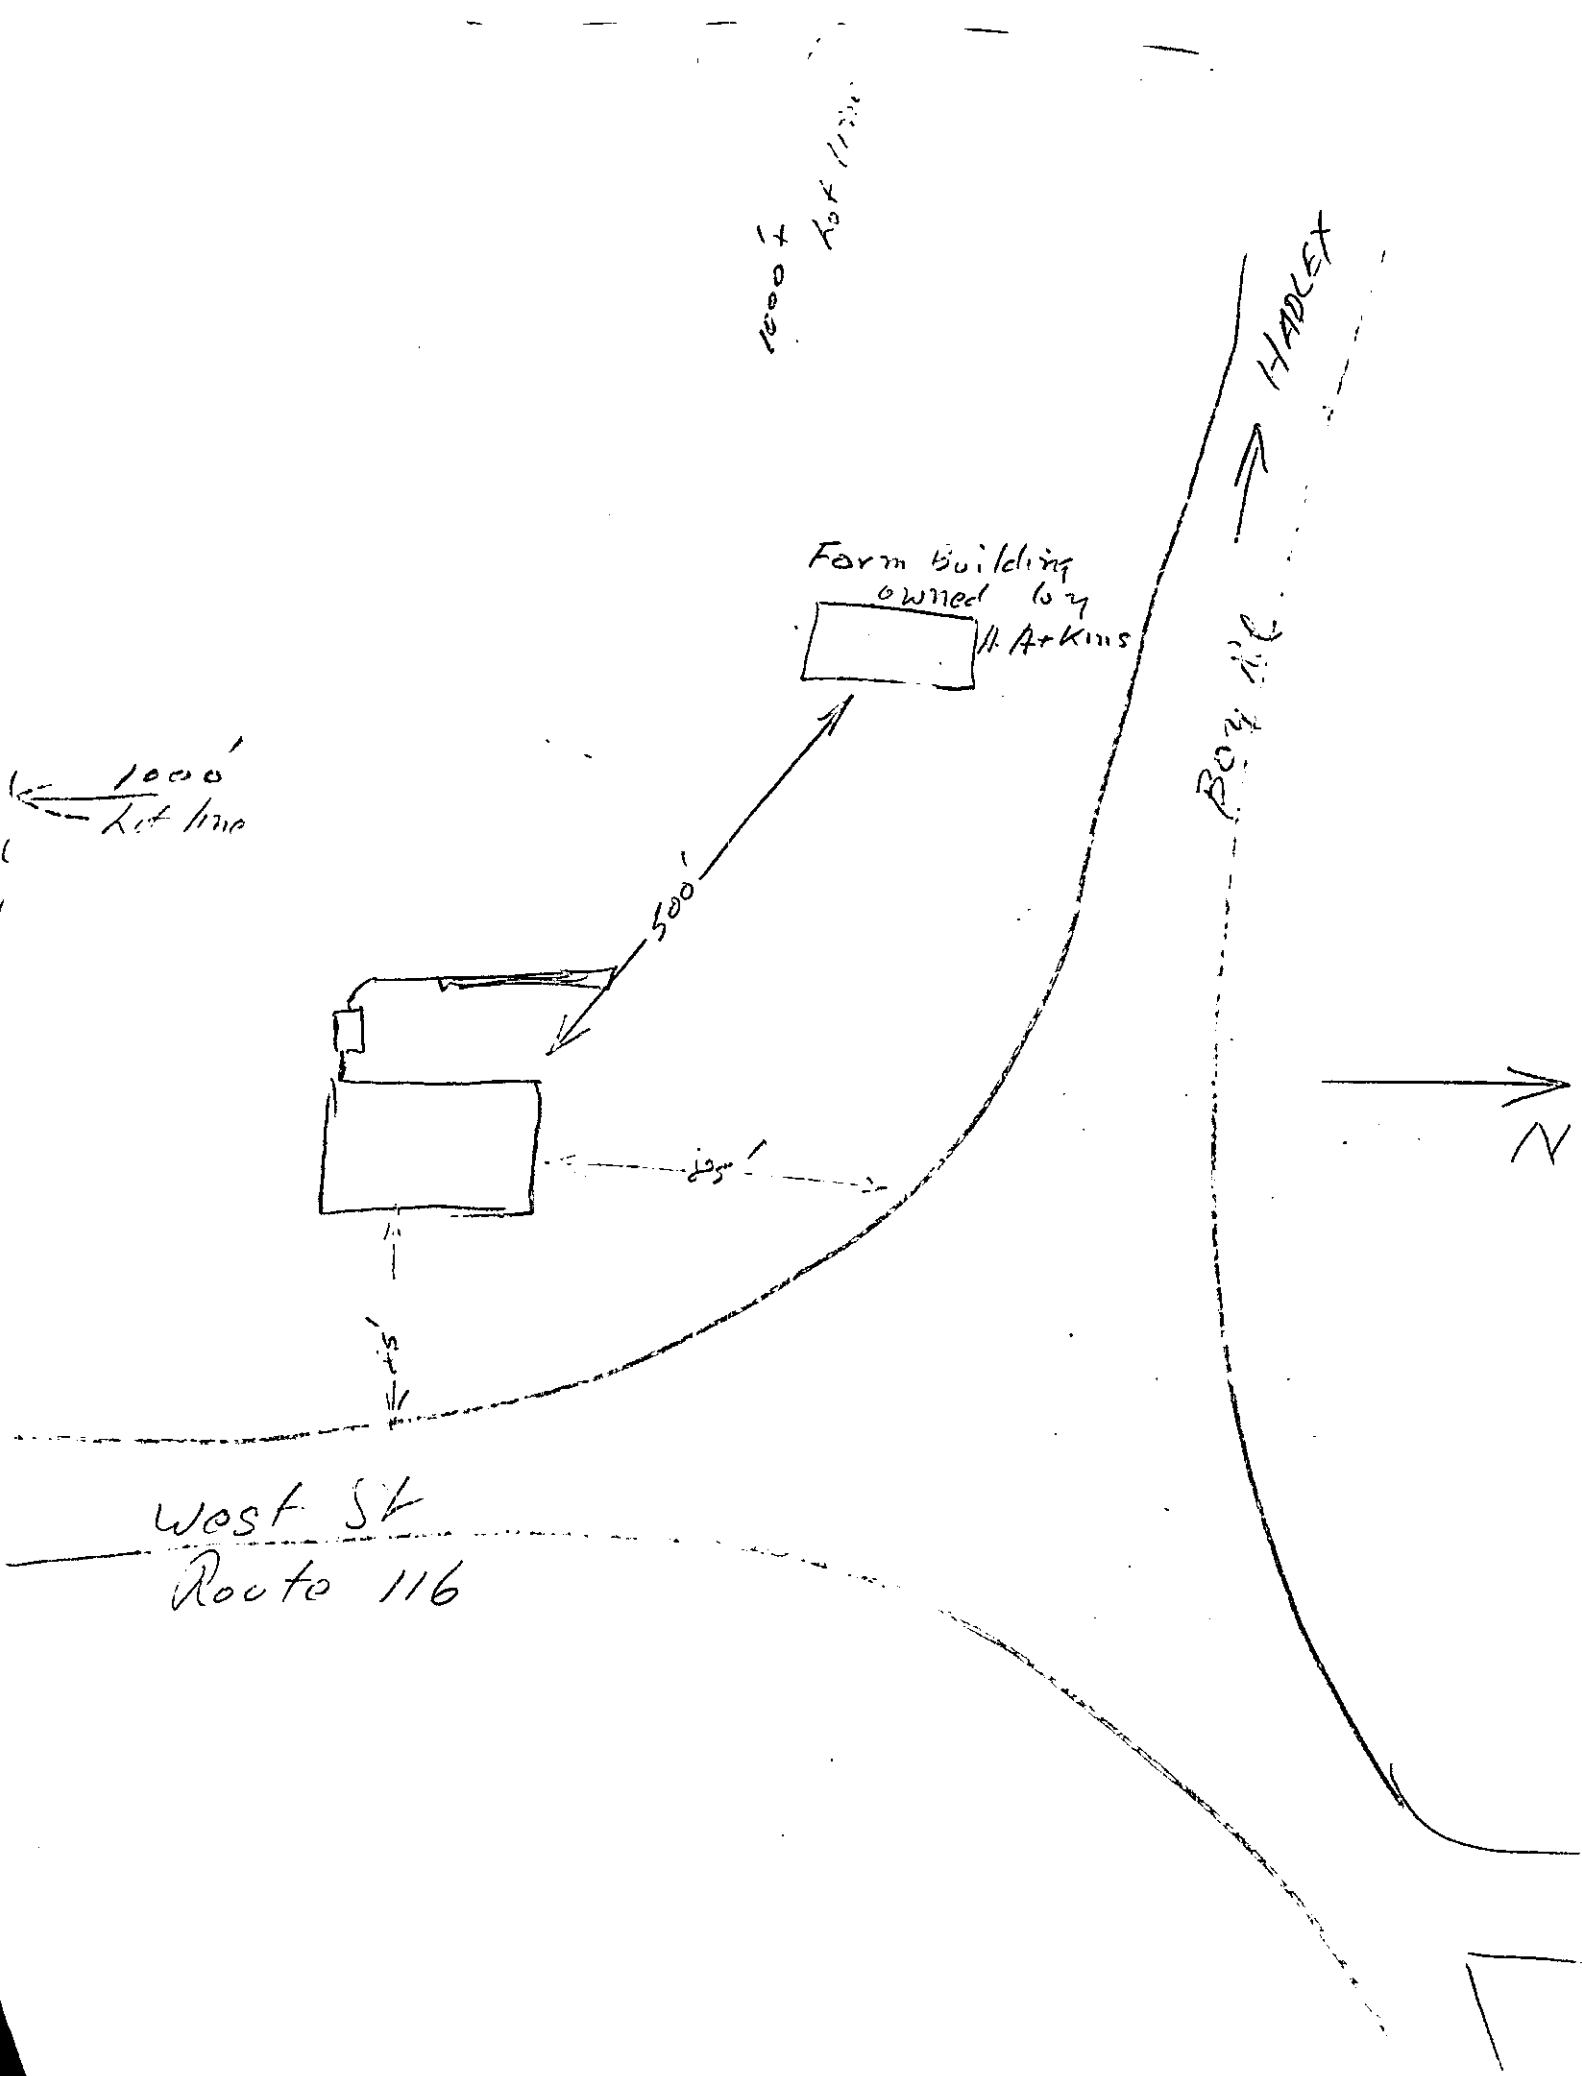 1000' ±
Lot line
HADLEY
Farm Building
owned by
H. Atkins
Bay Rd
1000'
Lot line
500'
N
West St
Route 116